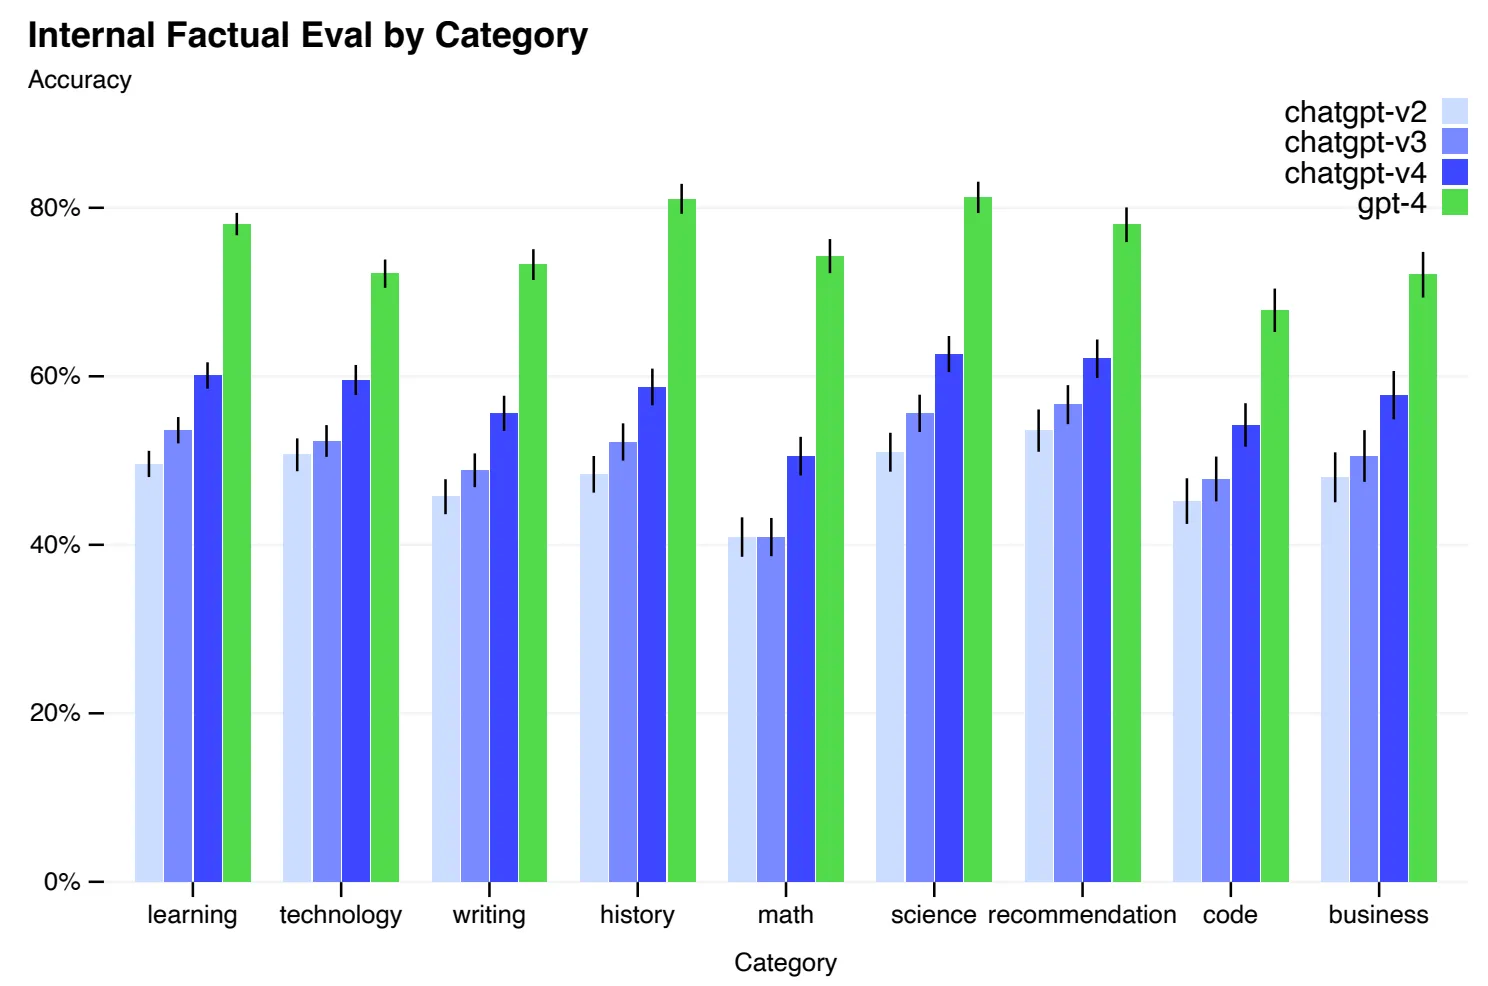 Internal Factual Eval by Category
Accuracy
chatgpt-v2
chatgpt-v3
chatgpt-v4
gpt-4
80%
60%
40%
20%
0%
learning technology writing history math science recommendation code business
Category